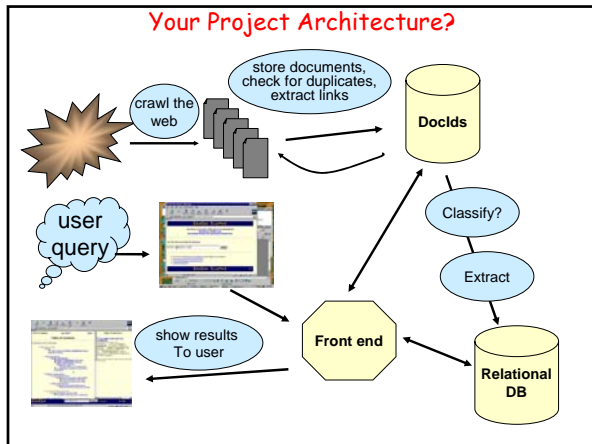 Your Project Architecture?
store documents,
check for duplicates,
extract links
crawl the
web
DocIds
user
query
Classify?
Extract
show results
To user
Front end
Relational
DB